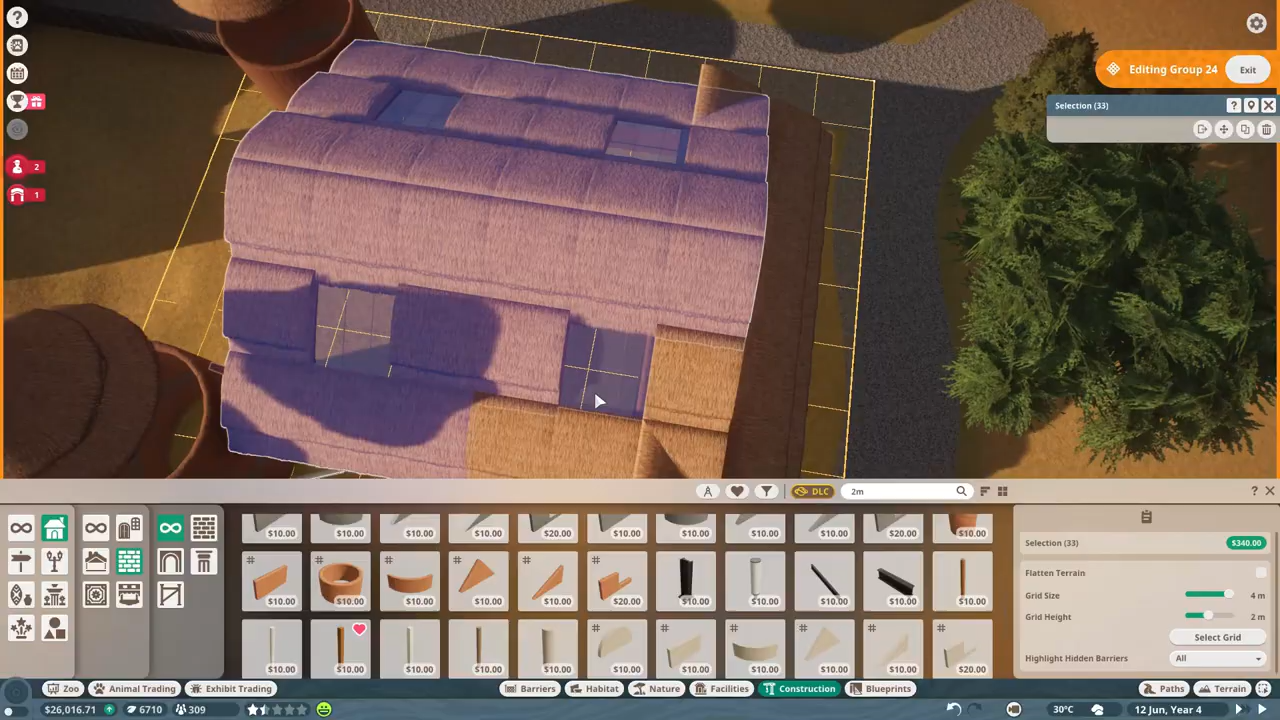 ?
Editing Group 24
Exit
Selection (33)
?
2
1
DLC
2m
?
$10.00 $10.00 $10.00 $10.00 $20.00 $10.00 $10.00 $10.00 $10.00 $20.00 $10.00
# # # # # #
$10.00 $10.00 $10.00 $10.00 $10.00 $20.00 $10.00 $10.00 $10.00 $10.00 $10.00
# # # # # #
$10.00 $10.00 $10.00 $10.00 $10.00 $10.00 $10.00 $10.00 $10.00 $10.00 $20.00
Selection (33) $340.00
Flatten Terrain
Grid Size 4 m
Grid Height 2 m
Select Grid
Highlight Hidden Barriers All
Zoo Animal Trading Exhibit Trading Barriers Habitat Nature Facilities Construction Blueprints Paths Terrain
$26,016.71 6710 309 30°C 12 Jun, Year 4